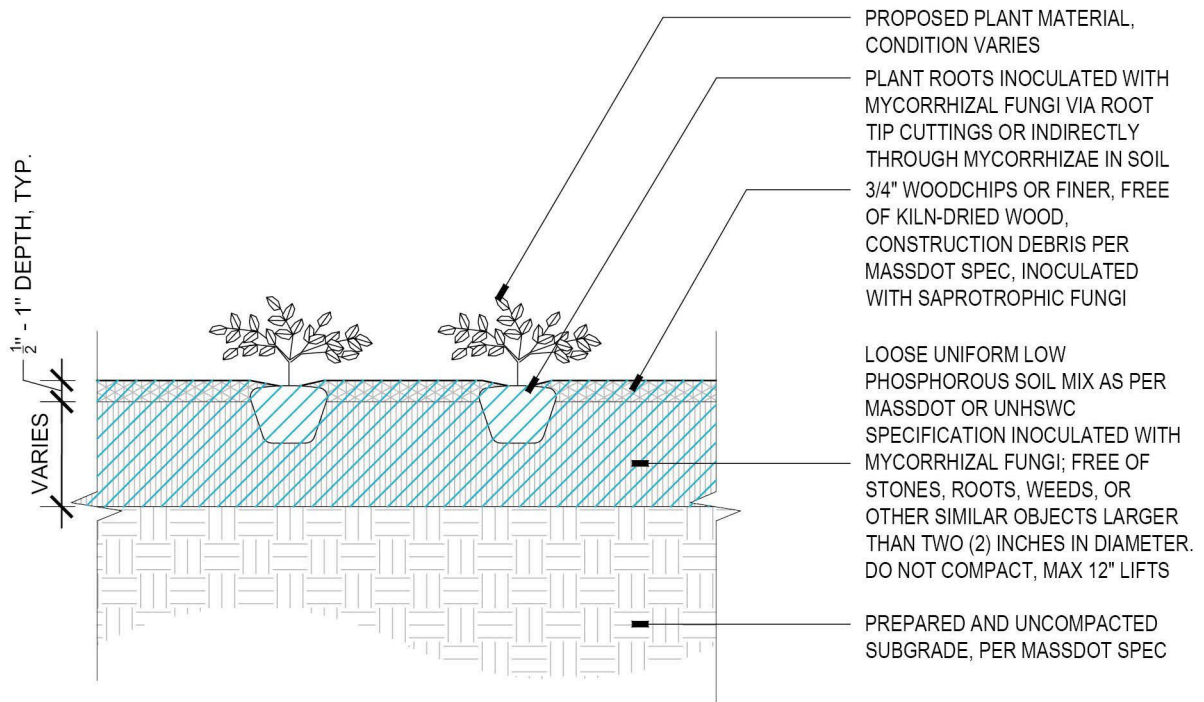 PROPOSED PLANT MATERIAL,
CONDITION VARIES
PLANT ROOTS INOCULATED WITH
MYCORRHIZAL FUNGI VIA ROOT
TIP CUTTINGS OR INDIRECTLY
THROUGH MYCORRHIZAE IN SOIL
3/4" WOODCHIPS OR FINER, FREE
OF KILN-DRIED WOOD,
CONSTRUCTION DEBRIS PER
MASSDOT SPEC, INOCULATED
WITH SAPROTROPHIC FUNGI
LOOSE UNIFORM LOW
PHOSPHOROUS SOIL MIX AS PER
MASSDOT OR UNHSWC
SPECIFICATION INOCULATED WITH
MYCORRHIZAL FUNGI; FREE OF
STONES, ROOTS, WEEDS, OR
OTHER SIMILAR OBJECTS LARGER
THAN TWO (2) INCHES IN DIAMETER.
DO NOT COMPACT, MAX 12" LIFTS
PREPARED AND UNCOMPACTED
SUBGRADE, PER MASSDOT SPEC
1/2" - 1" DEPTH, TYP.
VARIES